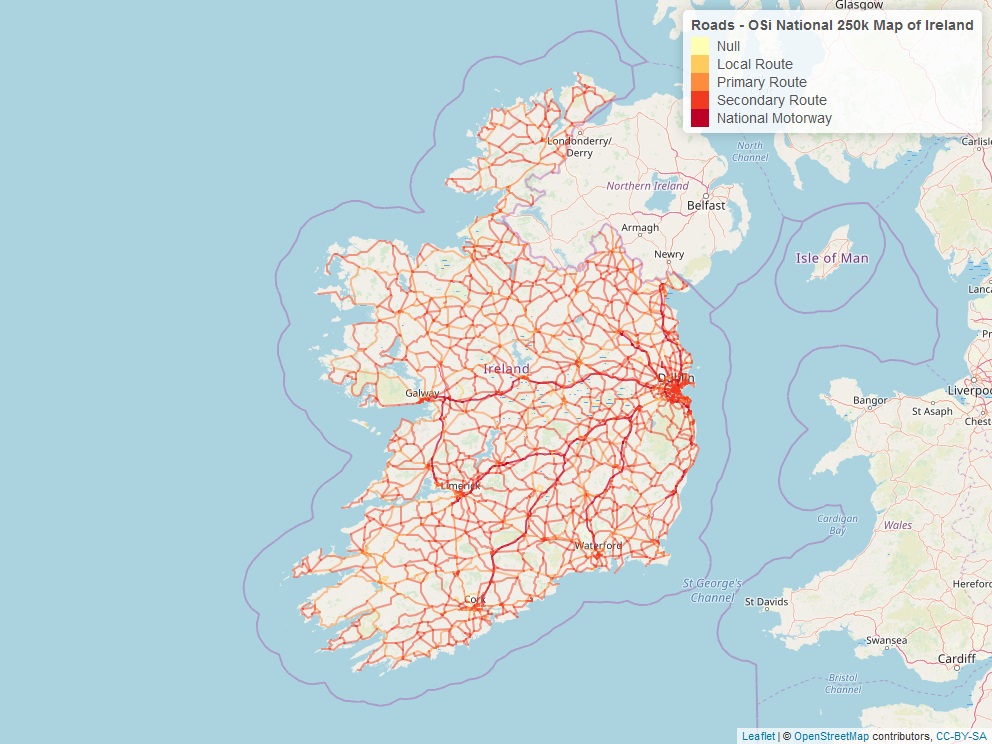 Glasgow
Roads - OSi National 250k Map of Ireland
Null
Local Route
Primary Route
Secondary Route
National Motorway
Londonderry/
Derry
North
Channel
Carlisle
Northern Ireland
Belfast
Armagh
Newry
Isle of Man
Lanca
Pr
Ireland
Dublin
Galway
Bangor
Liverpoo
St Asaph
Chest
Limerick
Cardigan
Bay
Wales
Waterford
St George's
Channel
Cork
St Davids
Hereford
Swansea
Cardiff
Bristol
Channel
Leaflet | © OpenStreetMap contributors, CC-BY-SA